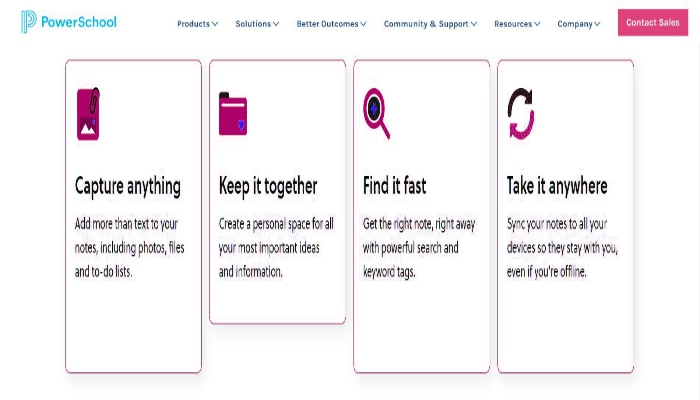 PowerSchool
Products
Solutions
Better Outcomes
Community & Support
Resources
Company
Contact Sales
Capture anything
Add more than text to your
notes, including photos, files
and to-do lists.
Keep it together
Create a personal space for all
your most important ideas
and information.
Find it fast
Get the right note, right away
with powerful search and
keyword tags.
Take it anywhere
Sync your notes to all your
devices so they stay with you,
even if you're offline.